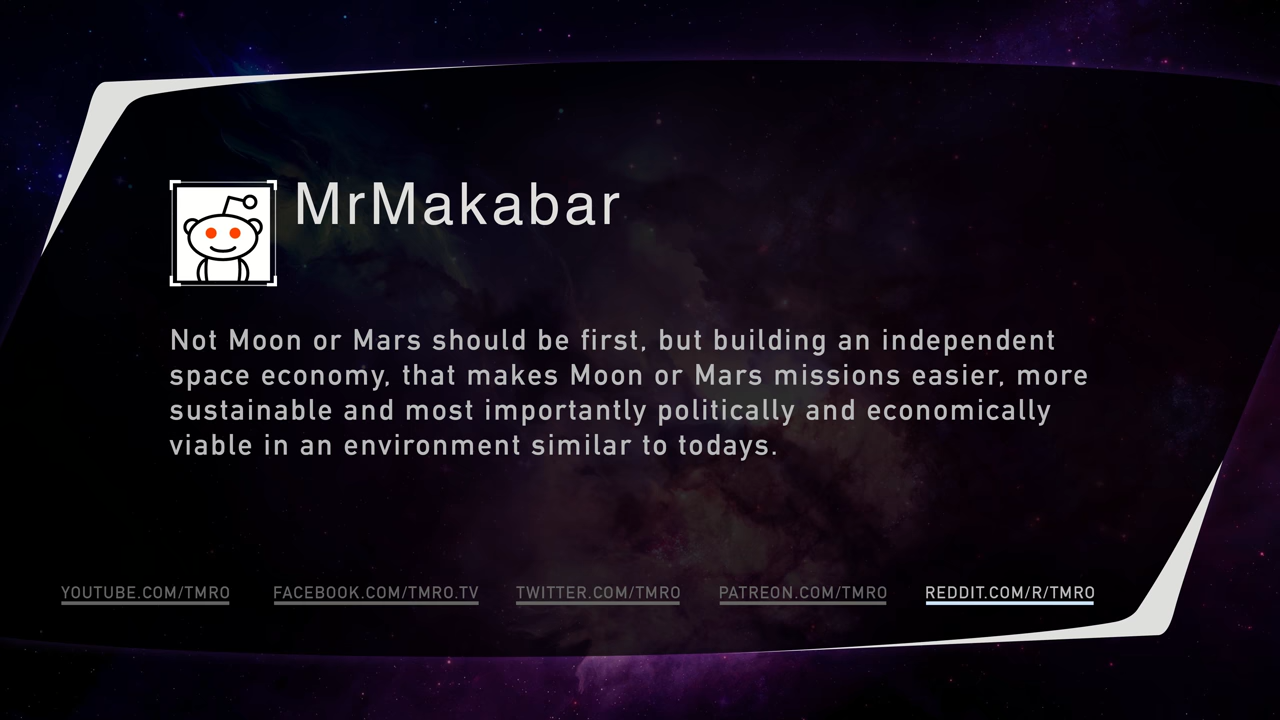 MrMakabar
Not Moon or Mars should be first, but building an independent
space economy, that makes Moon or Mars missions easier, more
sustainable and most importantly politically and economically
viable in an environment similar to todays.
YOUTUBE.COM/TMRO FACEBOOK.COM/TMRO.TV TWITTER.COM/TMRO PATREON.COM/TMRO REDDIT.COM/R/TMRO